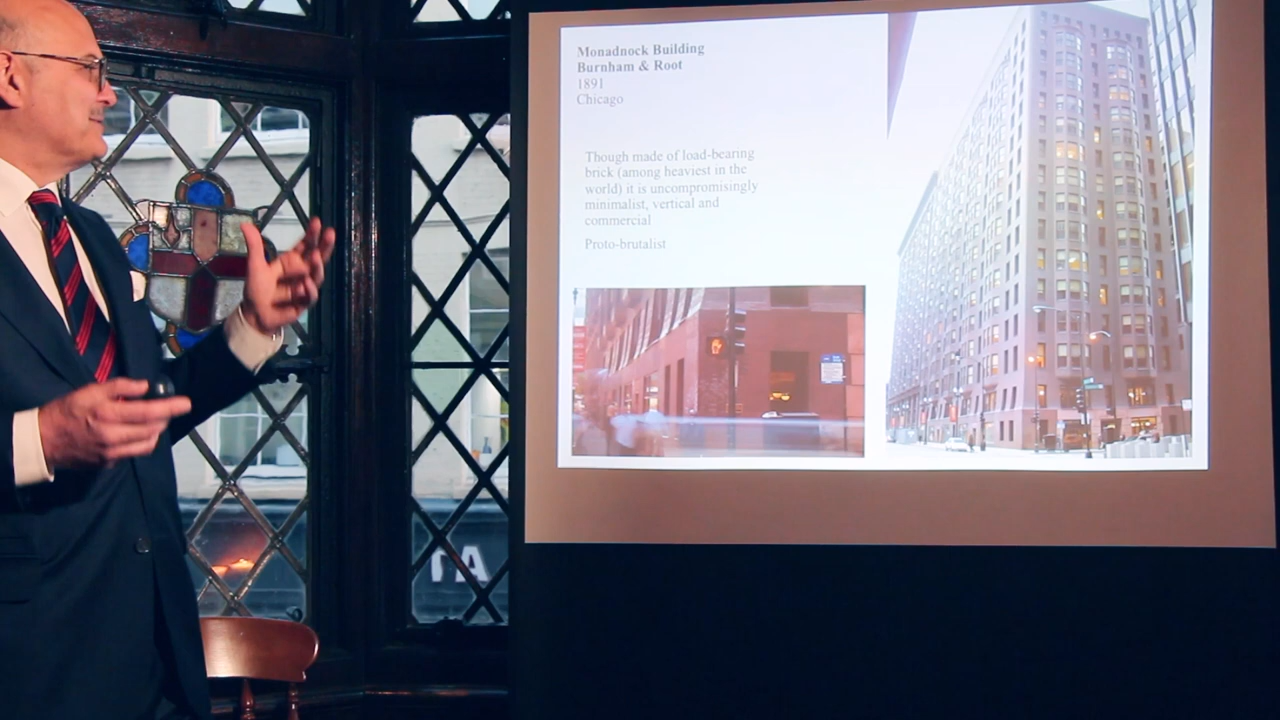 Monadnock Building
Burnham & Root
1891
Chicago
Though made of load-bearing
brick (among heaviest in the
world) it is uncompromisingly
minimalist, vertical and
commercial
Proto-brutalist